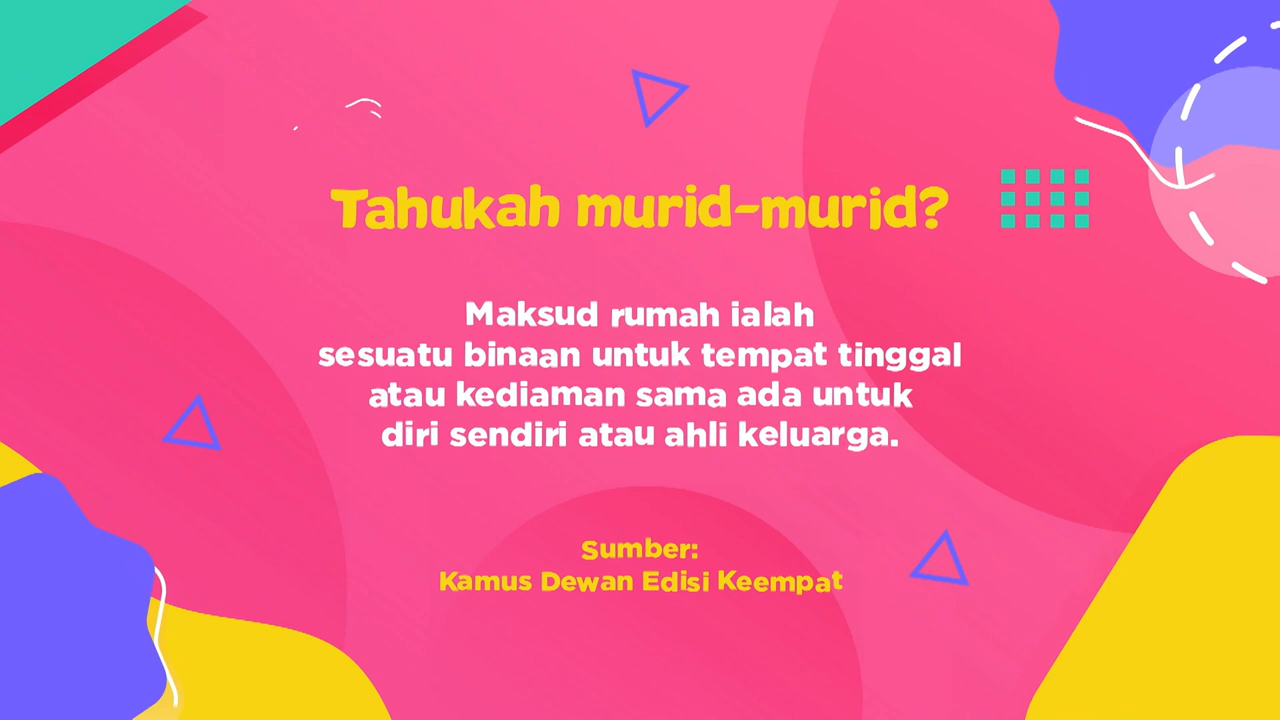 Tahukah murid-murid?
Maksud rumah ialah
sesuatu binaan untuk tempat tinggal
atau kediaman sama ada untuk
diri sendiri atau ahli keluarga.
Sumber:
Kamus Dewan Edisi Keempat